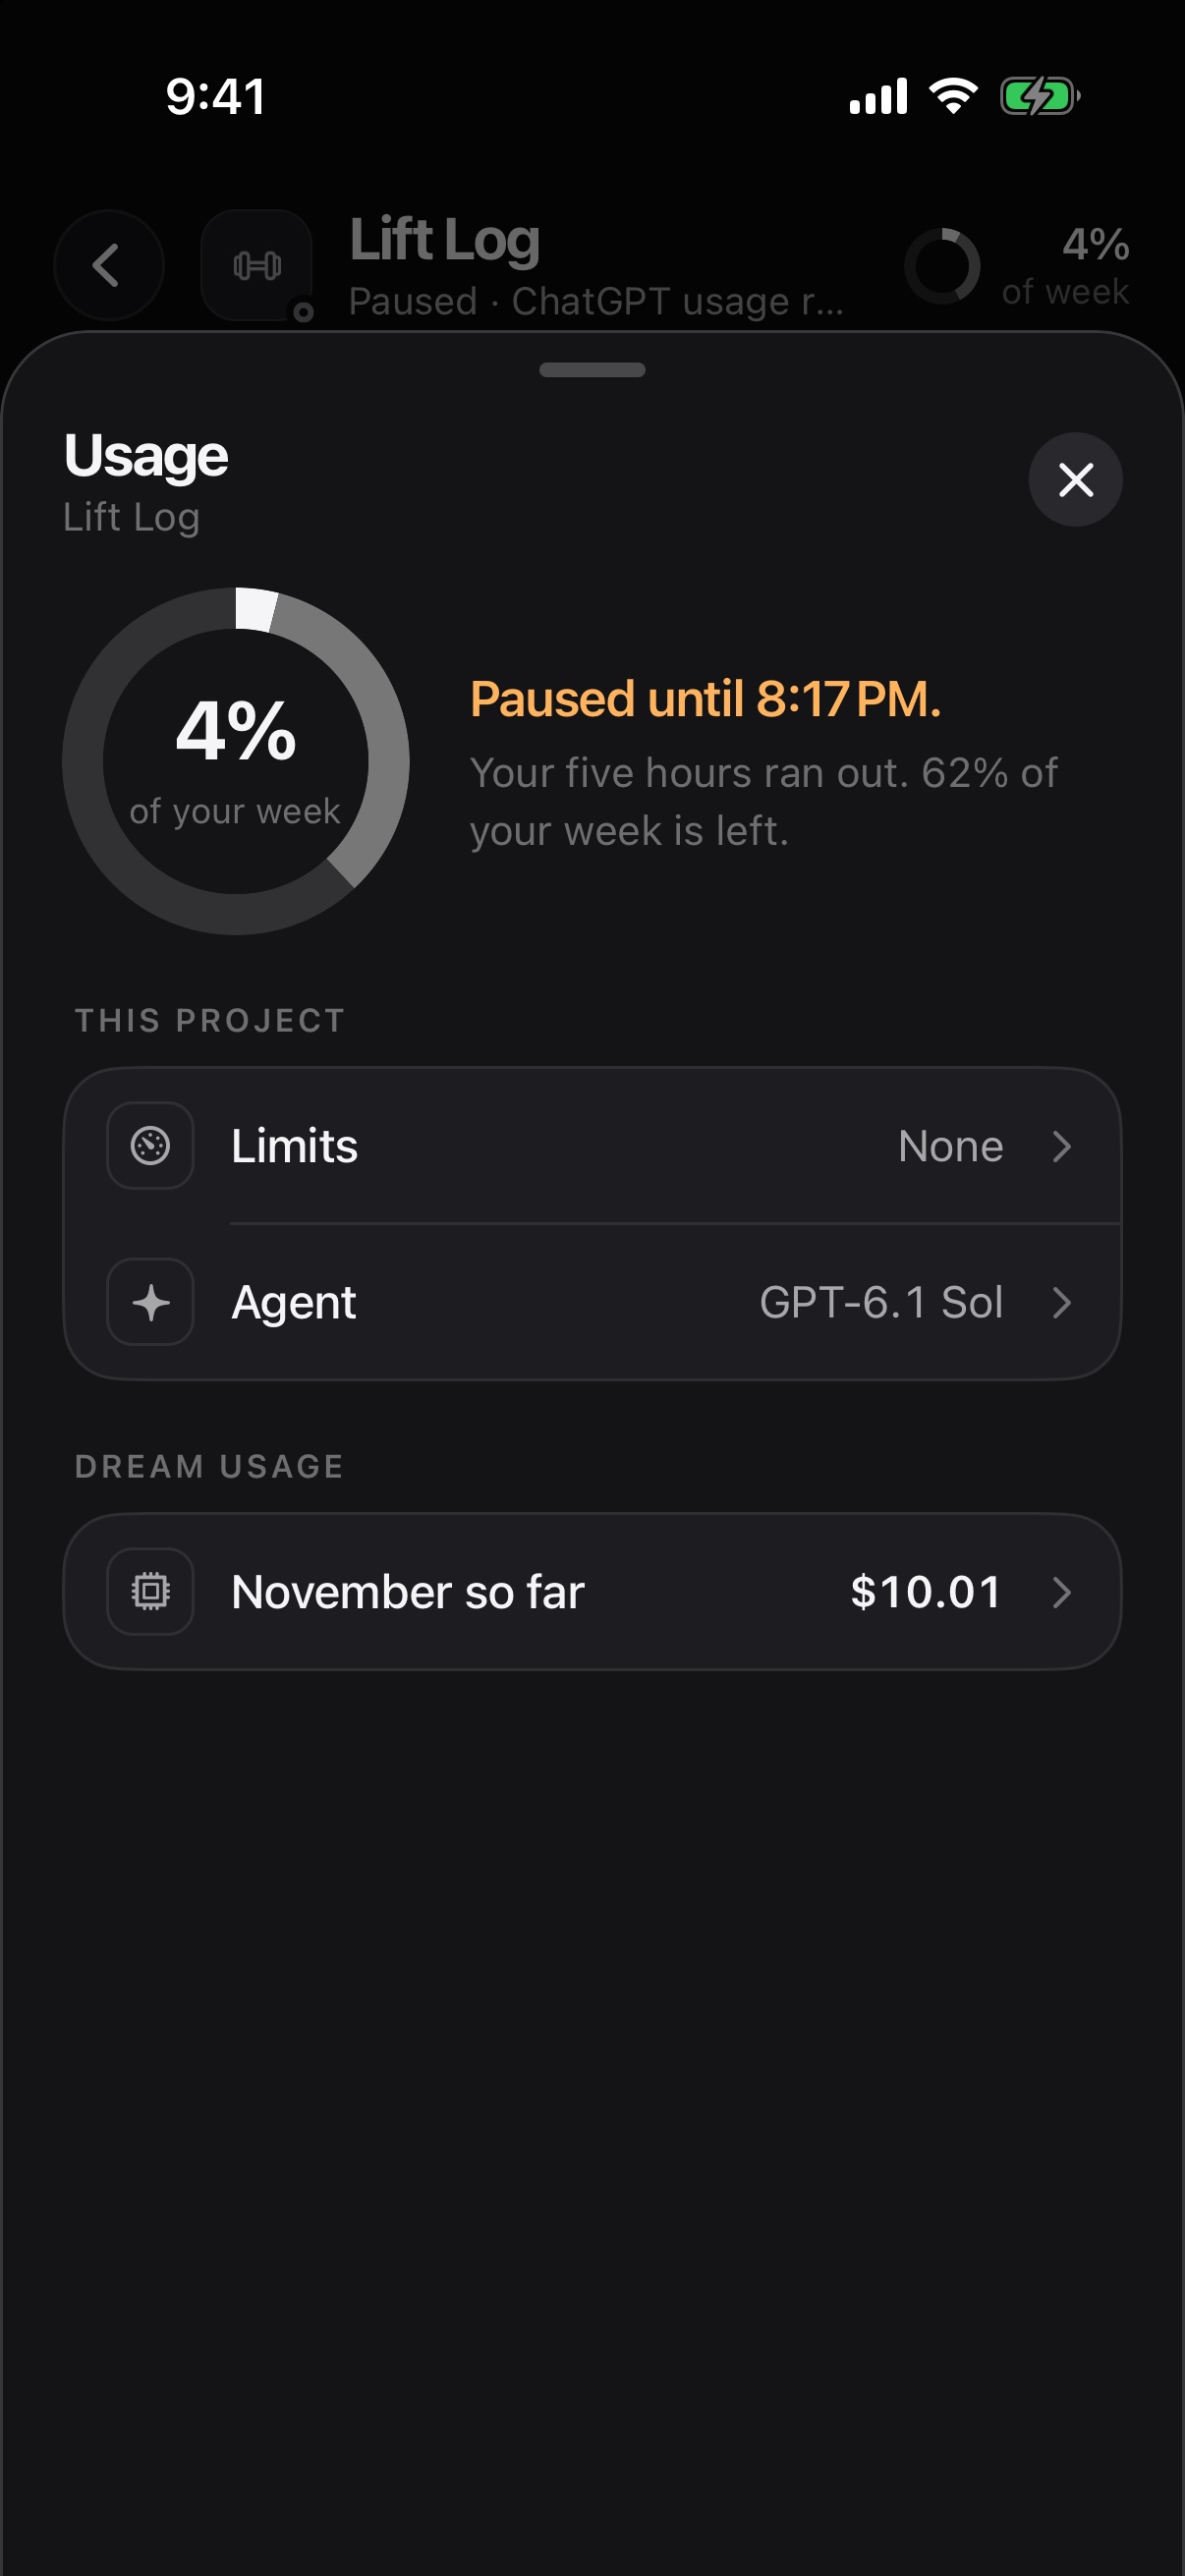 9:41
Lift Log
Paused · ChatGPT usage r...
4%
of week
Usage
Lift Log
4%
of your week
Paused until 8:17 PM.
Your five hours ran out. 62% of
your week is left.
THIS PROJECT
Limits
None
Agent
GPT-6.1 Sol
DREAM USAGE
November so far
$10.01